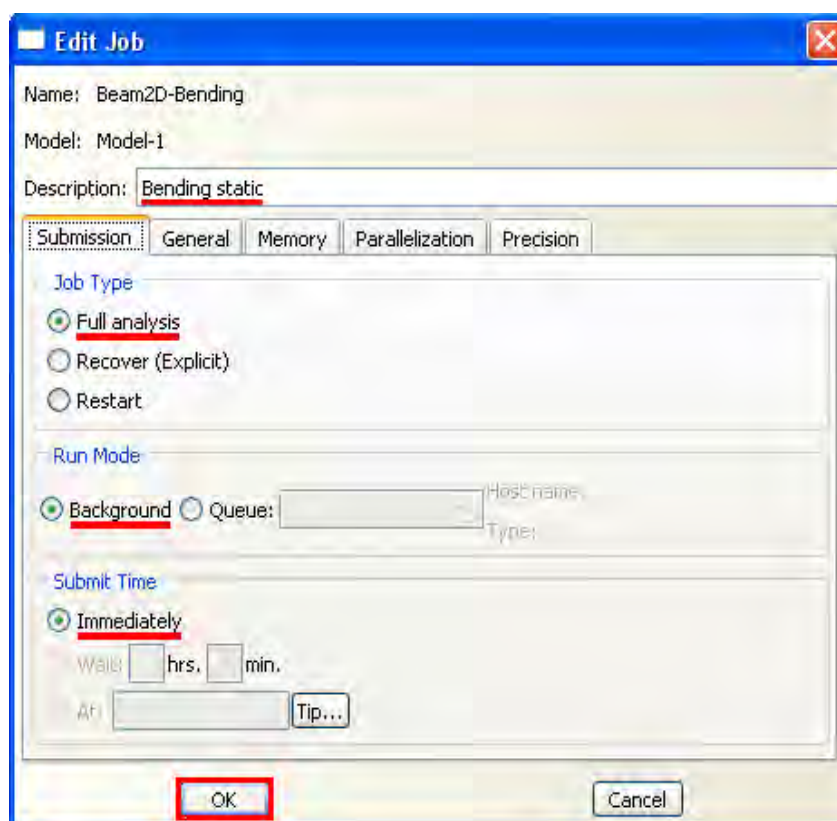 Edit Job
Name: Beam2D-Bending
Model: Model-1
Description: Bending static
Submission General Memory Parallelization Precision
Job Type
Full analysis
Recover (Explicit)
Restart
Run Mode
Host name:
Background Queue:
Type:
Submit Time
Immediately
Wait: hrs. min.
At: Tip...
OK Cancel